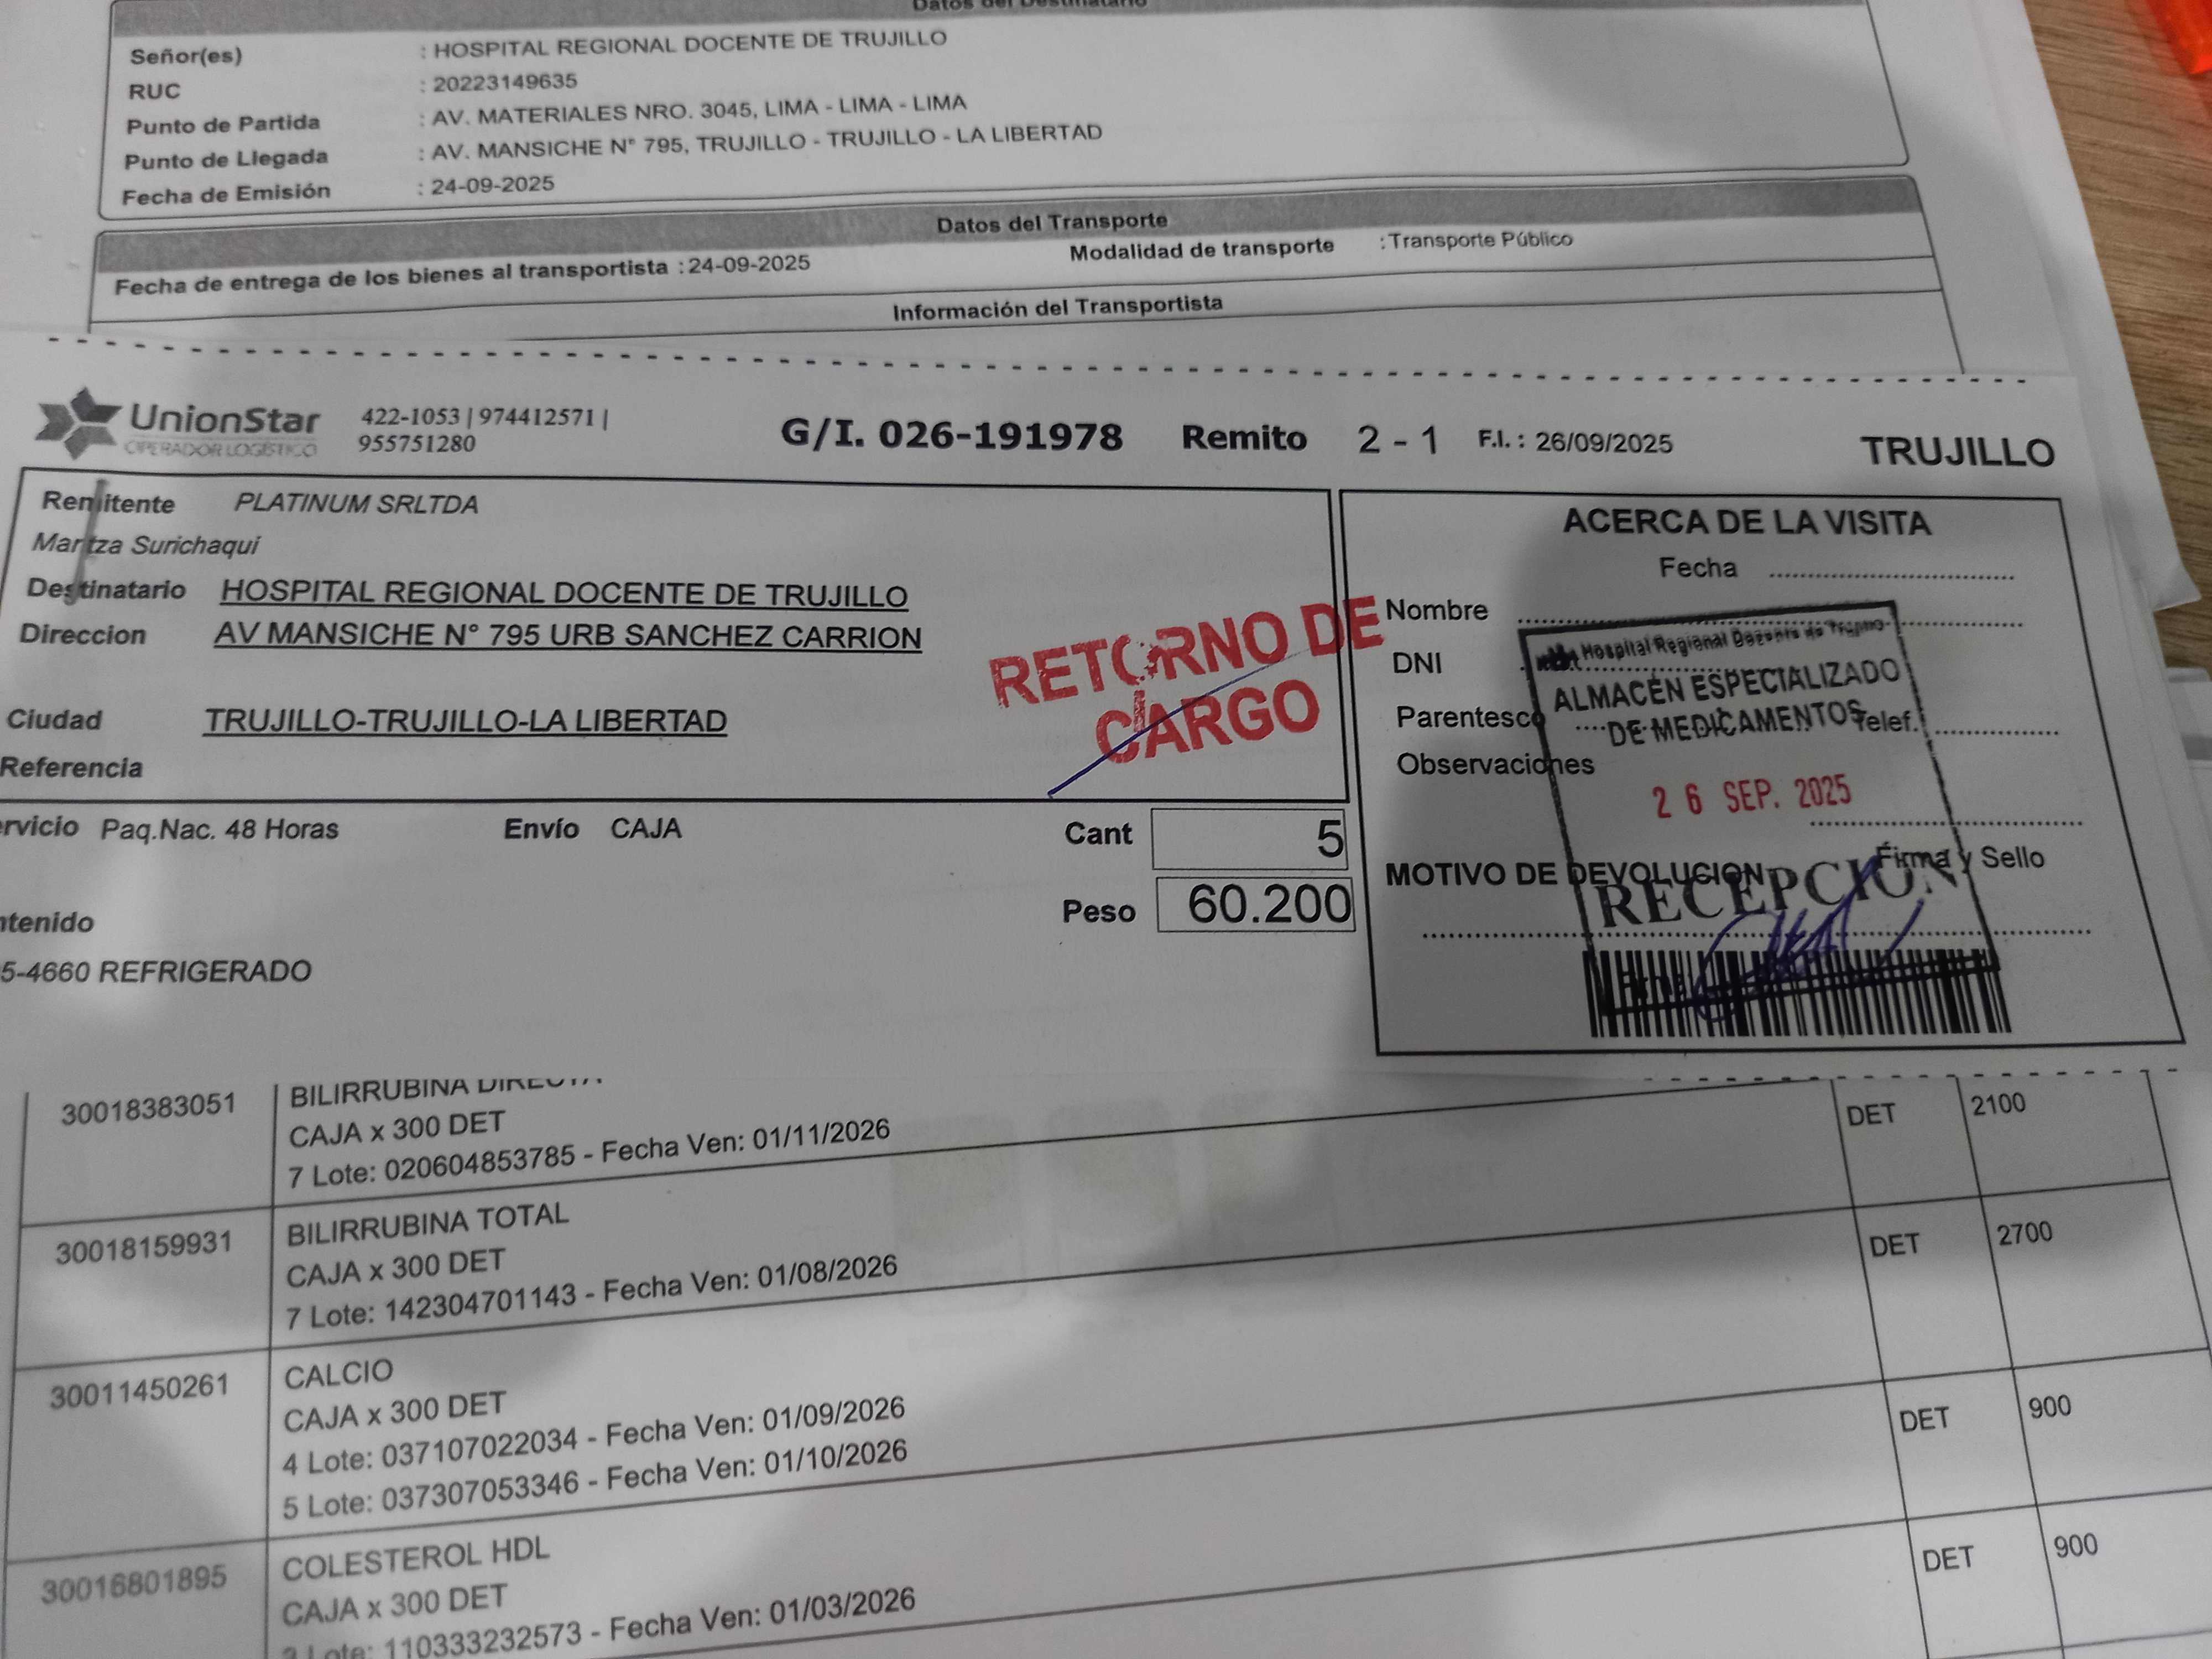 Datos del Destinatario
Señor(es) : HOSPITAL REGIONAL DOCENTE DE TRUJILLO
RUC : 20223149635
Punto de Partida : AV. MATERIALES NRO. 3045, LIMA - LIMA - LIMA
Punto de Llegada : AV. MANSICHE N° 795, TRUJILLO - TRUJILLO - LA LIBERTAD
Fecha de Emisión : 24-09-2025
Datos del Transporte
Fecha de entrega de los bienes al transportista : 24-09-2025 Modalidad de transporte : Transporte Público
Información del Transportista
UnionStar
OPERADOR LOGÍSTICO
422-1053 | 974412571 |
955751280
G/I. 026-191978 Remito 2 - 1 F.I. : 26/09/2025 TRUJILLO
Remitente PLATINUM SRLTDA
Maritza Surichaqui
Destinatario HOSPITAL REGIONAL DOCENTE DE TRUJILLO
Direccion AV MANSICHE N° 795 URB SANCHEZ CARRION
Ciudad TRUJILLO-TRUJILLO-LA LIBERTAD
Referencia
RETORNO DE
CARGO
ervicio Paq.Nac. 48 Horas Envío CAJA Cant 5
Peso 60.200
ntenido
5-4660 REFRIGERADO
ACERCA DE LA VISITA
Fecha
Nombre
DNI
Parentesco Telef.
Observaciones
Firma y Sello
MOTIVO DE DEVOLUCION
Hospital Regional Docente de Trujillo
ALMACÉN ESPECIALIZADO
DE MEDICAMENTOS
26 SEP. 2025
RECEPCION
30018383051 BILIRRUBINA DIRECTA DET 2100
CAJA x 300 DET
7 Lote: 020604853785 - Fecha Ven: 01/11/2026
30018159931 BILIRRUBINA TOTAL DET 2700
CAJA x 300 DET
7 Lote: 142304701143 - Fecha Ven: 01/08/2026
30011450261 CALCIO DET 900
CAJA x 300 DET
4 Lote: 037107022034 - Fecha Ven: 01/09/2026
5 Lote: 037307053346 - Fecha Ven: 01/10/2026
30016801895 COLESTEROL HDL DET 900
CAJA x 300 DET
3 Lote: 110333232573 - Fecha Ven: 01/03/2026